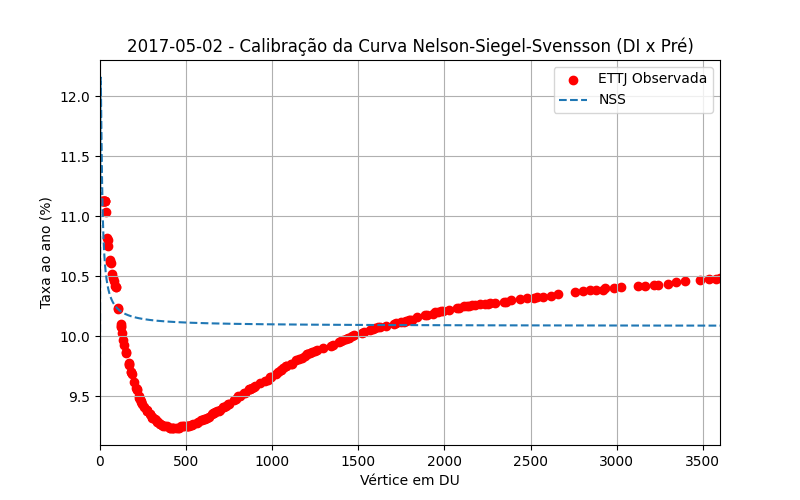 2017-05-02 - Calibração da Curva Nelson-Siegel-Svensson (DI x Pré)
ETTJ Observada
NSS
Taxa ao ano (%)
12.0
11.5
11.0
10.5
10.0
9.5
0 500 1000 1500 2000 2500 3000 3500
Vértice em DU